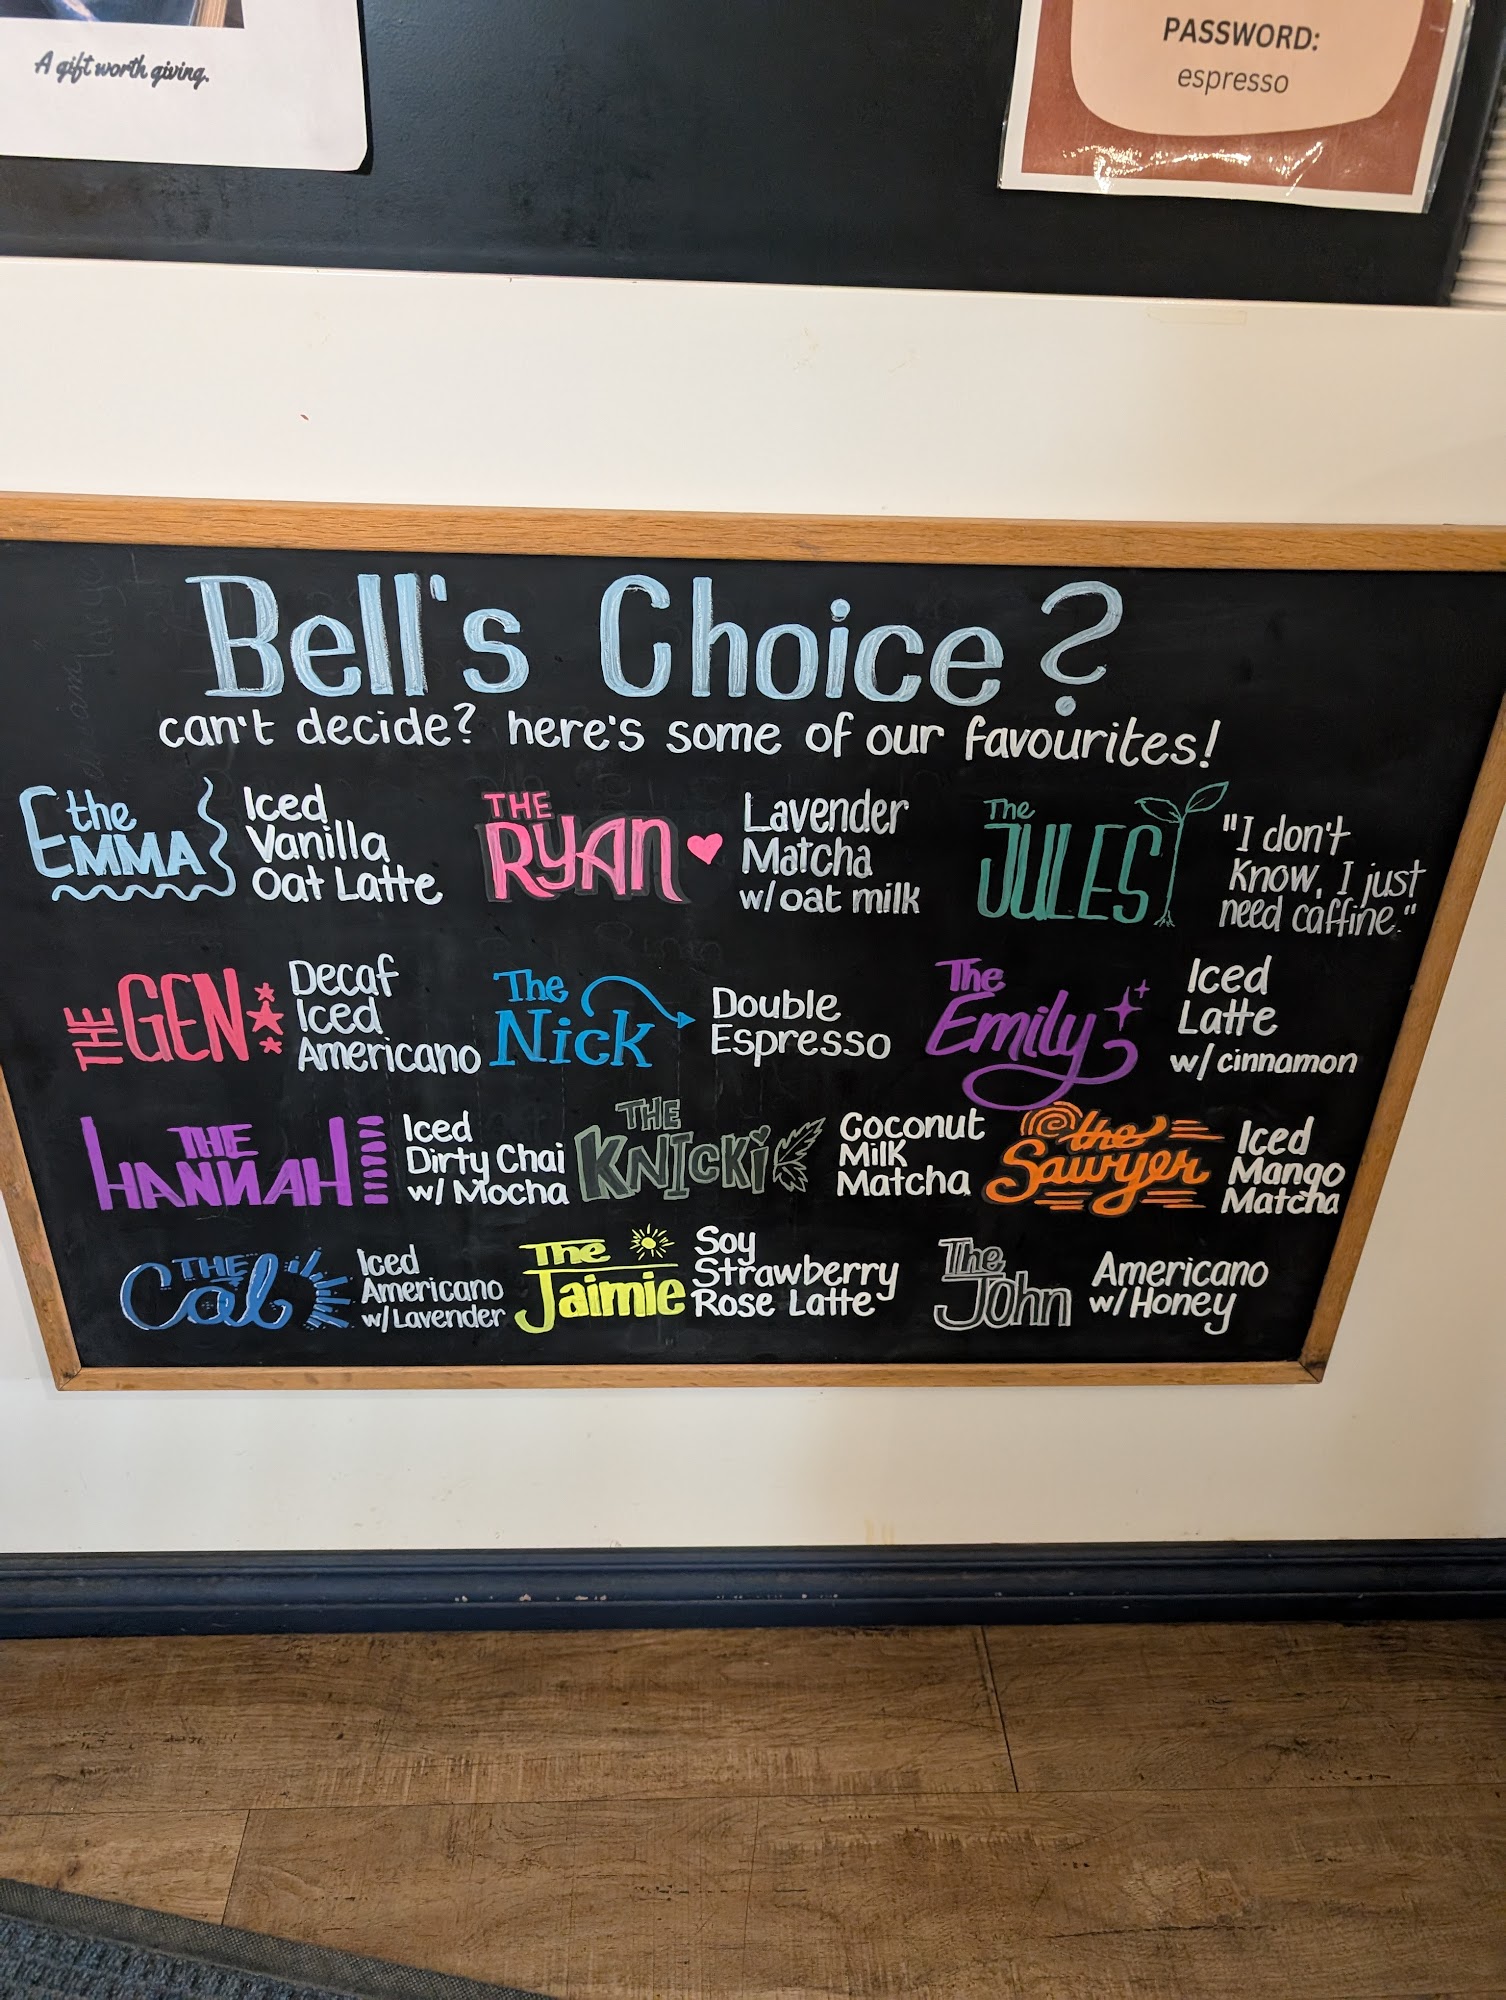 A gift worth giving.
PASSWORD:
espresso
Bell's Choice?
can't decide? here's some of our favourites!
the
EMMA
Iced
Vanilla
Oat Latte
THE
RYAN
Lavender
Matcha
w/oat milk
The
JULES
"I don't
know, I just
need caffine."
THE GEN
Decaf
Iced
Americano
The
Nick
Double
Espresso
The
Emily
Iced
Latte
w/cinnamon
THE
HANNAH
Iced
Dirty Chai
w/Mocha
THE
KNICKi
Coconut
Milk
Matcha
the
Sawyer
Iced
Mango
Matcha
THE
Cal
Iced
Americano
w/Lavender
The
Jaimie
Soy
Strawberry
Rose Latte
The
John
Americano
w/Honey